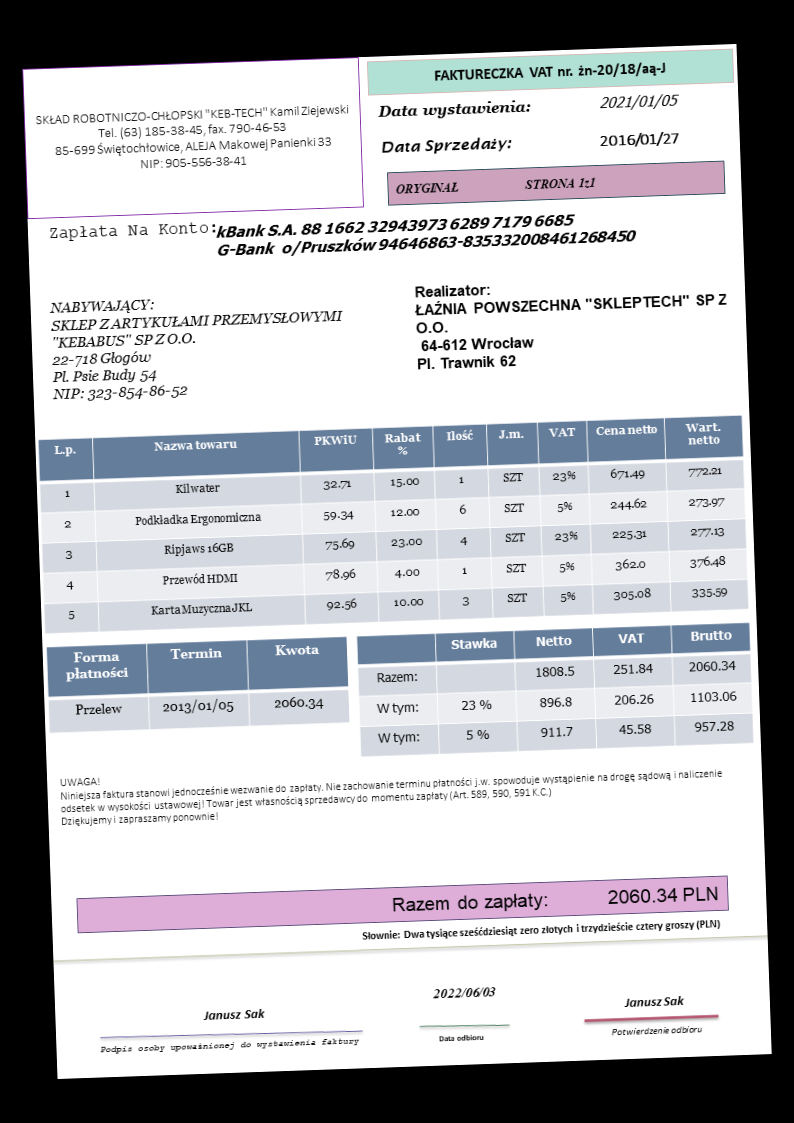 SKŁAD ROBOTNICZO-CHŁOPSKI "KEB-TECH" Kamil Ziejewski
Tel. (63) 185-38-45, fax. 790-46-53
85-699 Świętochłowice, ALEJA Makowej Panienki 33
NIP: 905-556-38-41
FAKTURECZKA VAT nr. żn-20/18/aą-J
Data wystawienia: 2021/01/05
Data Sprzedaży: 2016/01/27
ORYGINAŁ STRONA 1z1
Zapłata Na Konto:
kBank S.A. 88 1662 32943973 6289 7179 6685
G-Bank o/Pruszków 94646863-835332008461268450
NABYWAJĄCY:
SKLEP Z ARTYKUŁAMI PRZEMYSŁOWYMI
"KEBABUS" SP Z O.O.
22-718 Głogów
Pl. Psie Budy 54
NIP: 323-854-86-52
Realizator:
ŁAŹNIA POWSZECHNA "SKLEPTECH" SP Z
O.O.
64-612 Wrocław
Pl. Trawnik 62
L.p. Nazwa towaru PKWiU Rabat % Ilość J.m. VAT Cena netto Wart. netto
1 Kilwater 32.71 15.00 1 SZT 23% 671.49 772.21
2 Podkładka Ergonomiczna 59.34 12.00 6 SZT 5% 244.62 273.97
3 Ripjaws 16GB 75.69 23.00 4 SZT 23% 225.31 277.13
4 Przewód HDMI 78.96 4.00 1 SZT 5% 362.0 376.48
5 Karta Muzyczna JKL 92.56 10.00 3 SZT 5% 305.08 335.59
Forma płatności Termin Kwota
Przelew 2013/01/05 2060.34
Stawka Netto VAT Brutto
Razem: 1808.5 251.84 2060.34
W tym: 23 % 896.8 206.26 1103.06
W tym: 5 % 911.7 45.58 957.28
UWAGA!
Niniejsza faktura stanowi jednocześnie wezwanie do zapłaty. Nie zachowanie terminu płatności j.w. spowoduje wystąpienie na drogę sądową i naliczenie
odsetek w wysokości ustawowej! Towar jest własnością sprzedawcy do momentu zapłaty (Art. 589, 590, 591 K.C.)
Dziękujemy i zapraszamy ponownie!
Razem do zapłaty: 2060.34 PLN
Słownie: Dwa tysiące sześćdziesiąt zero złotych i trzydzieście cztery groszy (PLN)
Janusz Sak
Podpis osoby upoważnionej do wystawienia faktury
2022/06/03
Data odbioru
Janusz Sak
Potwierdzenie odbioru